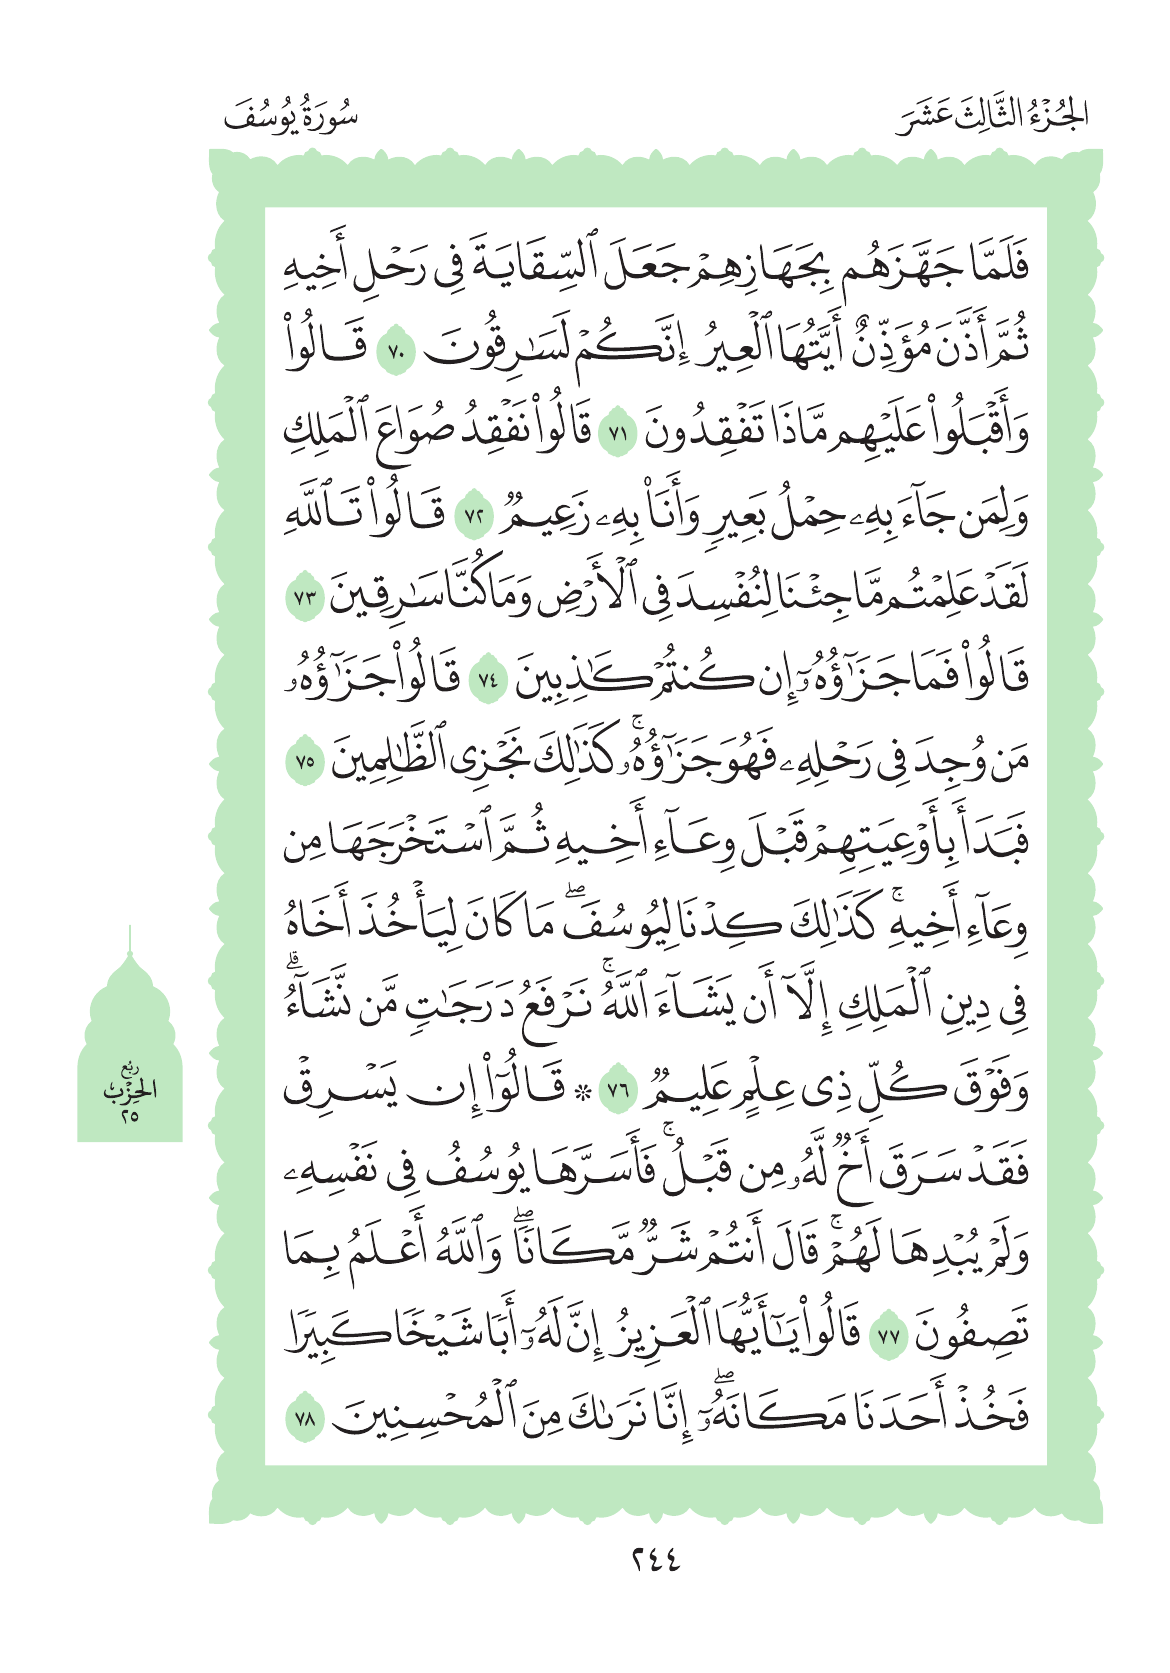 الجُزْءُ الثَّالِثَ عَشَرَ
سُورَةُ يُوسُفَ
فَلَمَّا جَهَّزَهُم بِجَهَازِهِمْ جَعَلَ ٱلسِّقَايَةَ فِى رَحْلِ أَخِيهِ
ثُمَّ أَذَّنَ مُؤَذِّنٌ أَيَّتُهَا ٱلْعِيرُ إِنَّكُمْ لَسَٰرِقُونَ ٧٠ قَالُوا۟
وَأَقْبَلُوا۟ عَلَيْهِم مَّاذَا تَفْقِدُونَ ٧١ قَالُوا۟ نَفْقِدُ صُوَاعَ ٱلْمَلِكِ
وَلِمَن جَآءَ بِهِۦ حِمْلُ بَعِيرٍ وَأَنَا۠ بِهِۦ زَعِيمٌ ٧٢ قَالُوا۟ تَٱللَّهِ
لَقَدْ عَلِمْتُم مَّا جِئْنَا لِنُفْسِدَ فِى ٱلْأَرْضِ وَمَا كُنَّا سَٰرِقِينَ ٧٣
قَالُوا۟ فَمَا جَزَٰٓؤُهُۥٓ إِن كُنتُمْ كَٰذِبِينَ ٧٤ قَالُوا۟ جَزَٰٓؤُهُۥ
مَن وُجِدَ فِى رَحْلِهِۦ فَهُوَ جَزَٰٓؤُهُۥ ۚ كَذَٰلِكَ نَجْزِى ٱلظَّٰلِمِينَ ٧٥
فَبَدَأَ بِأَوْعِيَتِهِمْ قَبْلَ وِعَآءِ أَخِيهِ ثُمَّ ٱسْتَخْرَجَهَا مِن
وِعَآءِ أَخِيهِ ۚ كَذَٰلِكَ كِدْنَا لِيُوسُفَ ۖ مَا كَانَ لِيَأْخُذَ أَخَاهُ
فِى دِينِ ٱلْمَلِكِ إِلَّآ أَن يَشَآءَ ٱللَّهُ ۚ نَرْفَعُ دَرَجَٰتٍ مَّن نَّشَآءُ ۗ
وَفَوْقَ كُلِّ ذِى عِلْمٍ عَلِيمٌ ٧٦ ۞ قَالُوٓا۟ إِن يَسْرِقْ
فَقَدْ سَرَقَ أَخٌ لَّهُۥ مِن قَبْلُ ۚ فَأَسَرَّهَا يُوسُفُ فِى نَفْسِهِۦ
وَلَمْ يُبْدِهَا لَهُمْ ۚ قَالَ أَنتُمْ شَرٌّ مَّكَانًا ۖ وَٱللَّهُ أَعْلَمُ بِمَا
تَصِفُونَ ٧٧ قَالُوا۟ يَٰٓأَيُّهَا ٱلْعَزِيزُ إِنَّ لَهُۥٓ أَبًا شَيْخًا كَبِيرًا
فَخُذْ أَحَدَنَا مَكَانَهُۥٓ ۖ إِنَّا نَرَىٰكَ مِنَ ٱلْمُحْسِنِينَ ٧٨
رُبْع
الحِزْب
٢٥
٢٤٤